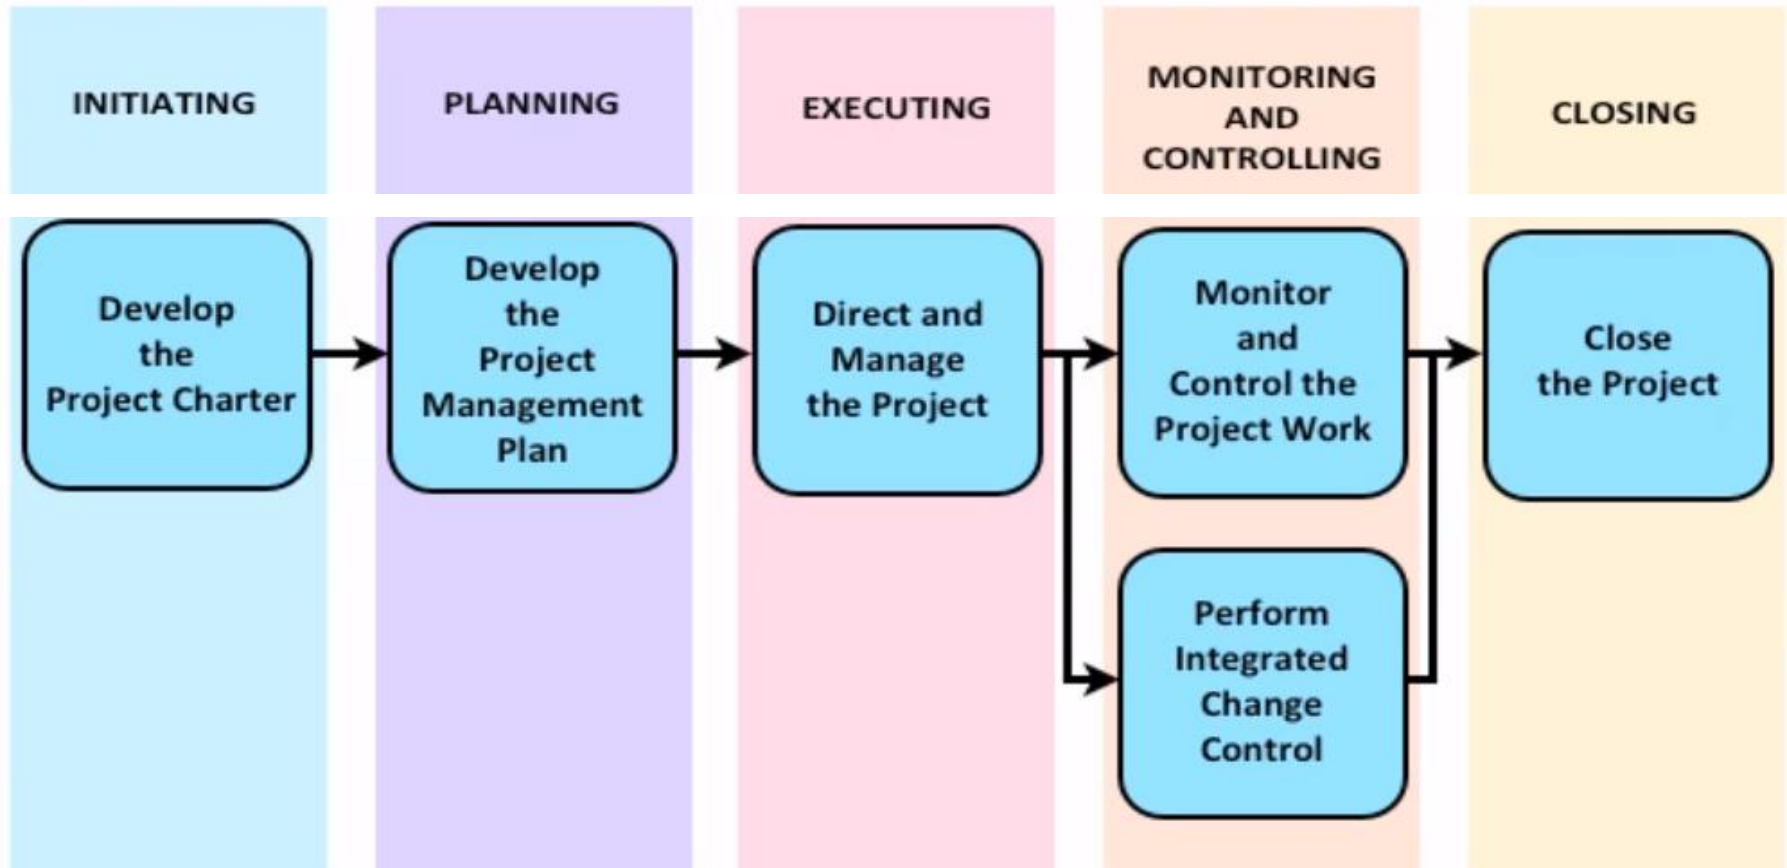 INITIATING
PLANNING
EXECUTING
MONITORING
AND
CONTROLLING
CLOSING
Develop
the
Project Charter
Develop
the
Project
Management
Plan
Direct and
Manage
the Project
Monitor
and
Control the
Project Work
Perform
Integrated
Change
Control
Close
the Project